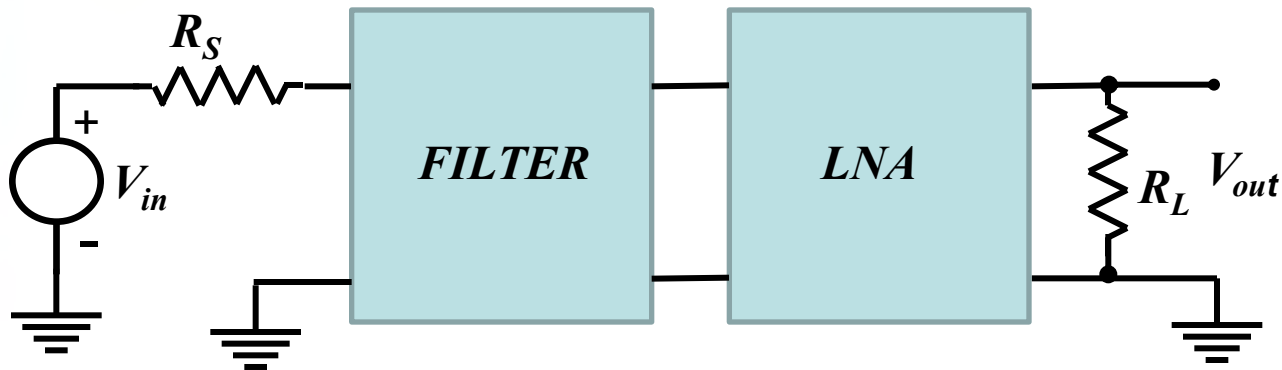 R_S
+
V_in
-
FILTER
LNA
R_L
V_out